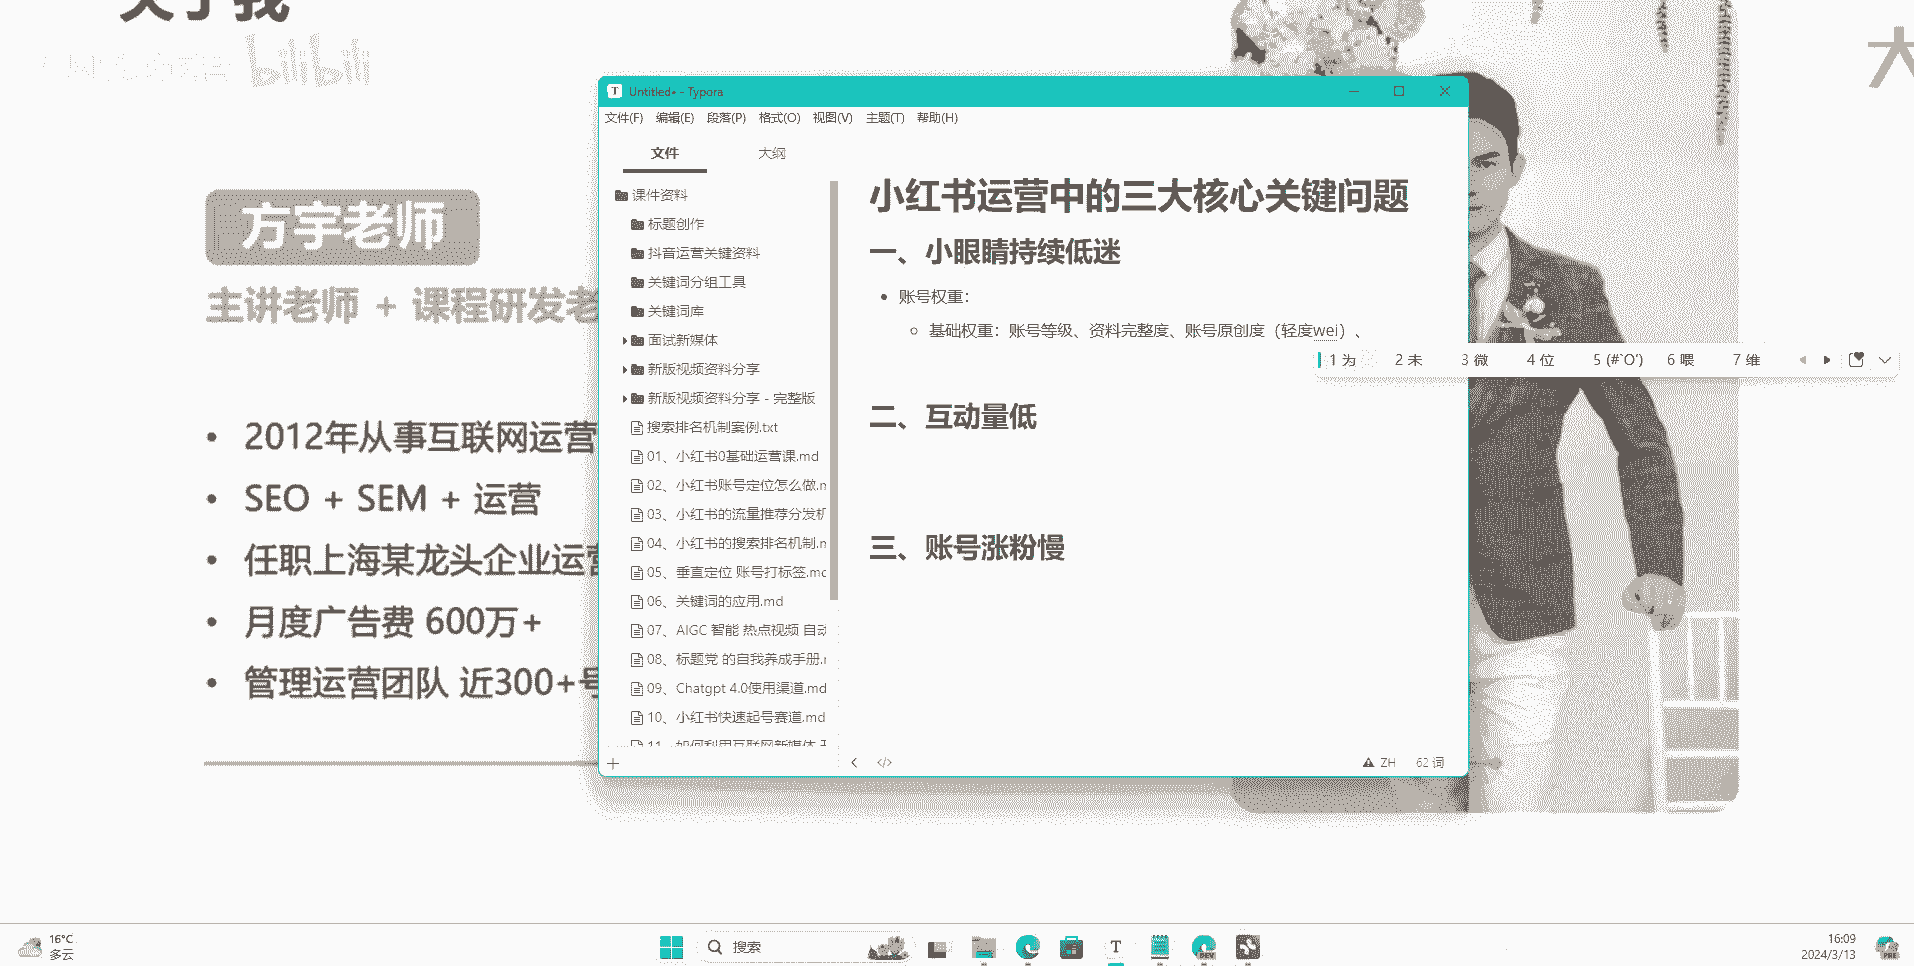 关于我
bilibili
大
方宇老师
主讲老师 + 课程研发老
2012年从事互联网运营
SEO + SEM + 运营
任职上海某龙头企业运营
月度广告费 600万+
管理运营团队 近300+号
Untitled• - Typora
文件(F) 编辑(E) 段落(P) 格式(O) 视图(V) 主题(T) 帮助(H)
文件 大纲
课件资料
标题创作
抖音运营关键资料
关键词分组工具
关键词库
面试新媒体
新版视频资料分享
新版视频资料分享 - 完整版
搜索排名机制案例.txt
01、小红书0基础运营课.md
02、小红书账号定位怎么做.m
03、小红书的流量推荐分发机
04、小红书的搜索排名机制.m
05、垂直定位 账号打标签.md
06、关键词的应用.md
07、AIGC 智能 热点视频 自动
08、标题党 的自我养成手册.m
09、Chatgpt 4.0使用渠道.md
10、小红书快速起号赛道.md
11、如何利用互联网新媒体
小红书运营中的三大核心关键问题
一、小眼睛持续低迷
账号权重：
基础权重：账号等级、资料完整度、账号原创度（轻度wei）、
1 为 2 未 3 微 4 位 5 (#`O′) 6 喂 7 维
二、互动量低
三、账号涨粉慢
ZH 62 词
16°C
多云
搜索
16:09
2024/3/13